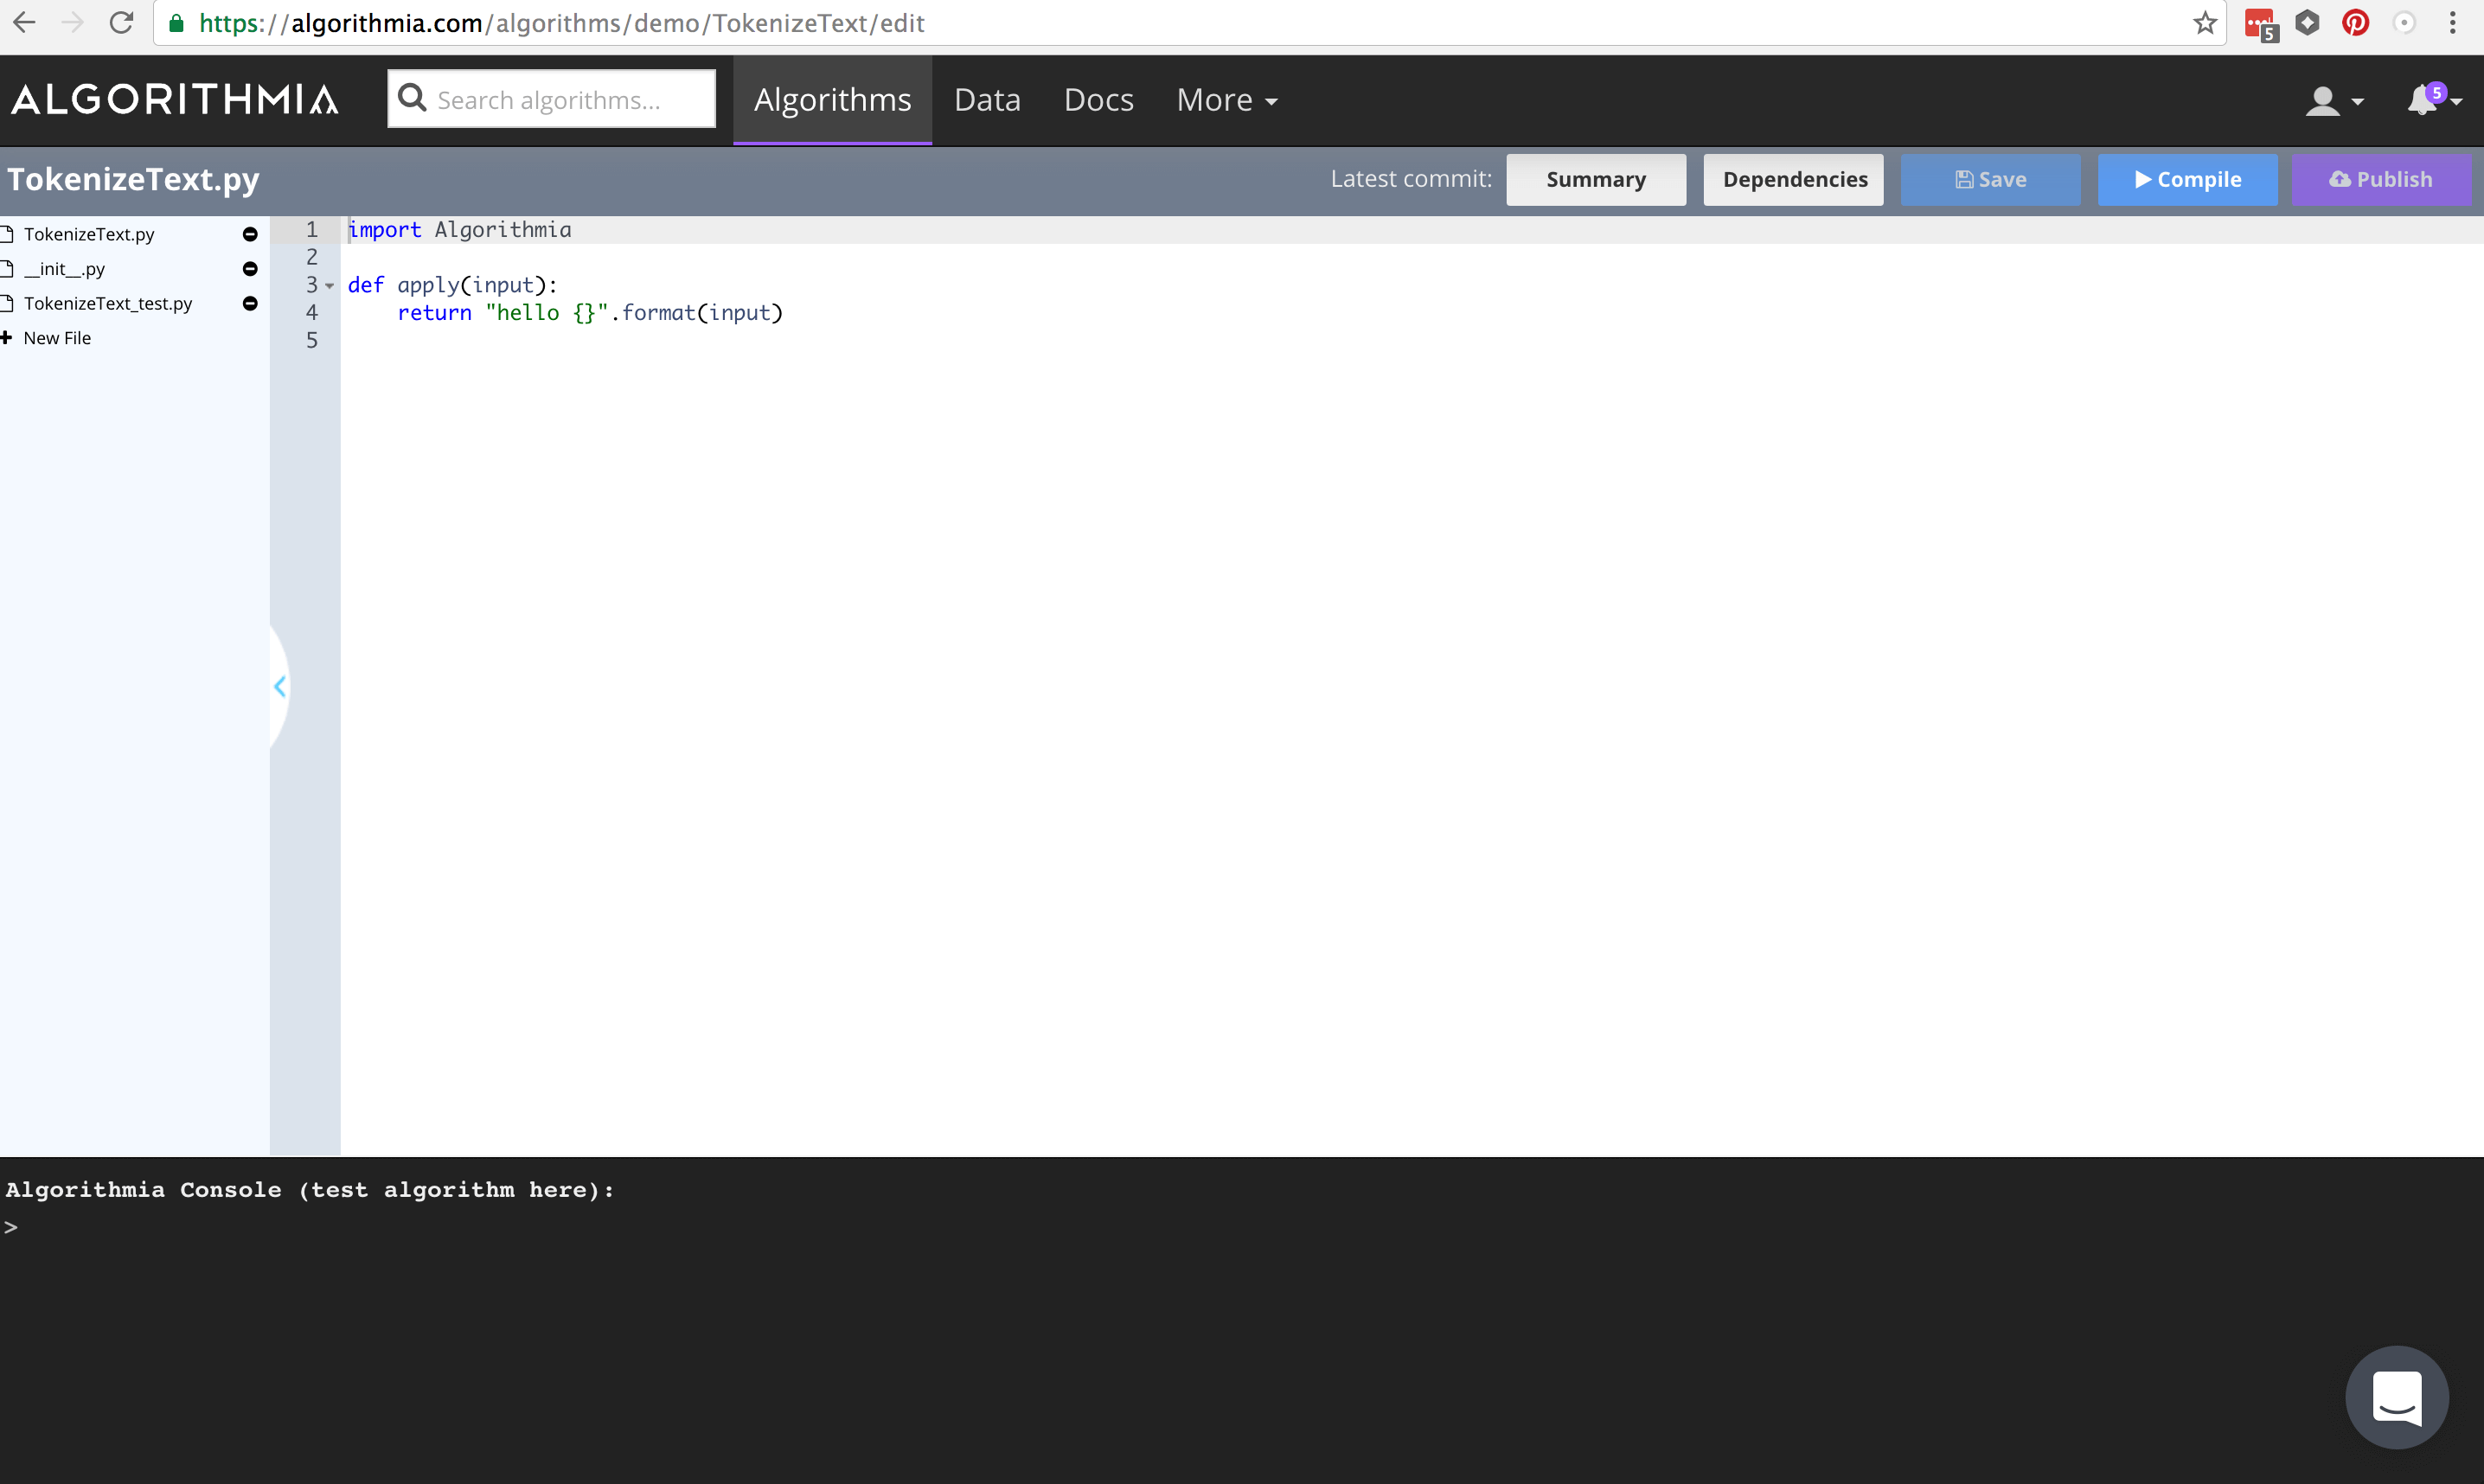 https://algorithmia.com/algorithms/demo/TokenizeText/edit
5
ALGORITHMIA
Search algorithms...
Algorithms
Data
Docs
More
5
TokenizeText.py
Latest commit:
Summary
Dependencies
Save
Compile
Publish
TokenizeText.py
__init__.py
TokenizeText_test.py
New File
1 import Algorithmia
2
3 def apply(input):
4     return "hello {}".format(input)
5
Algorithmia Console (test algorithm here):
>